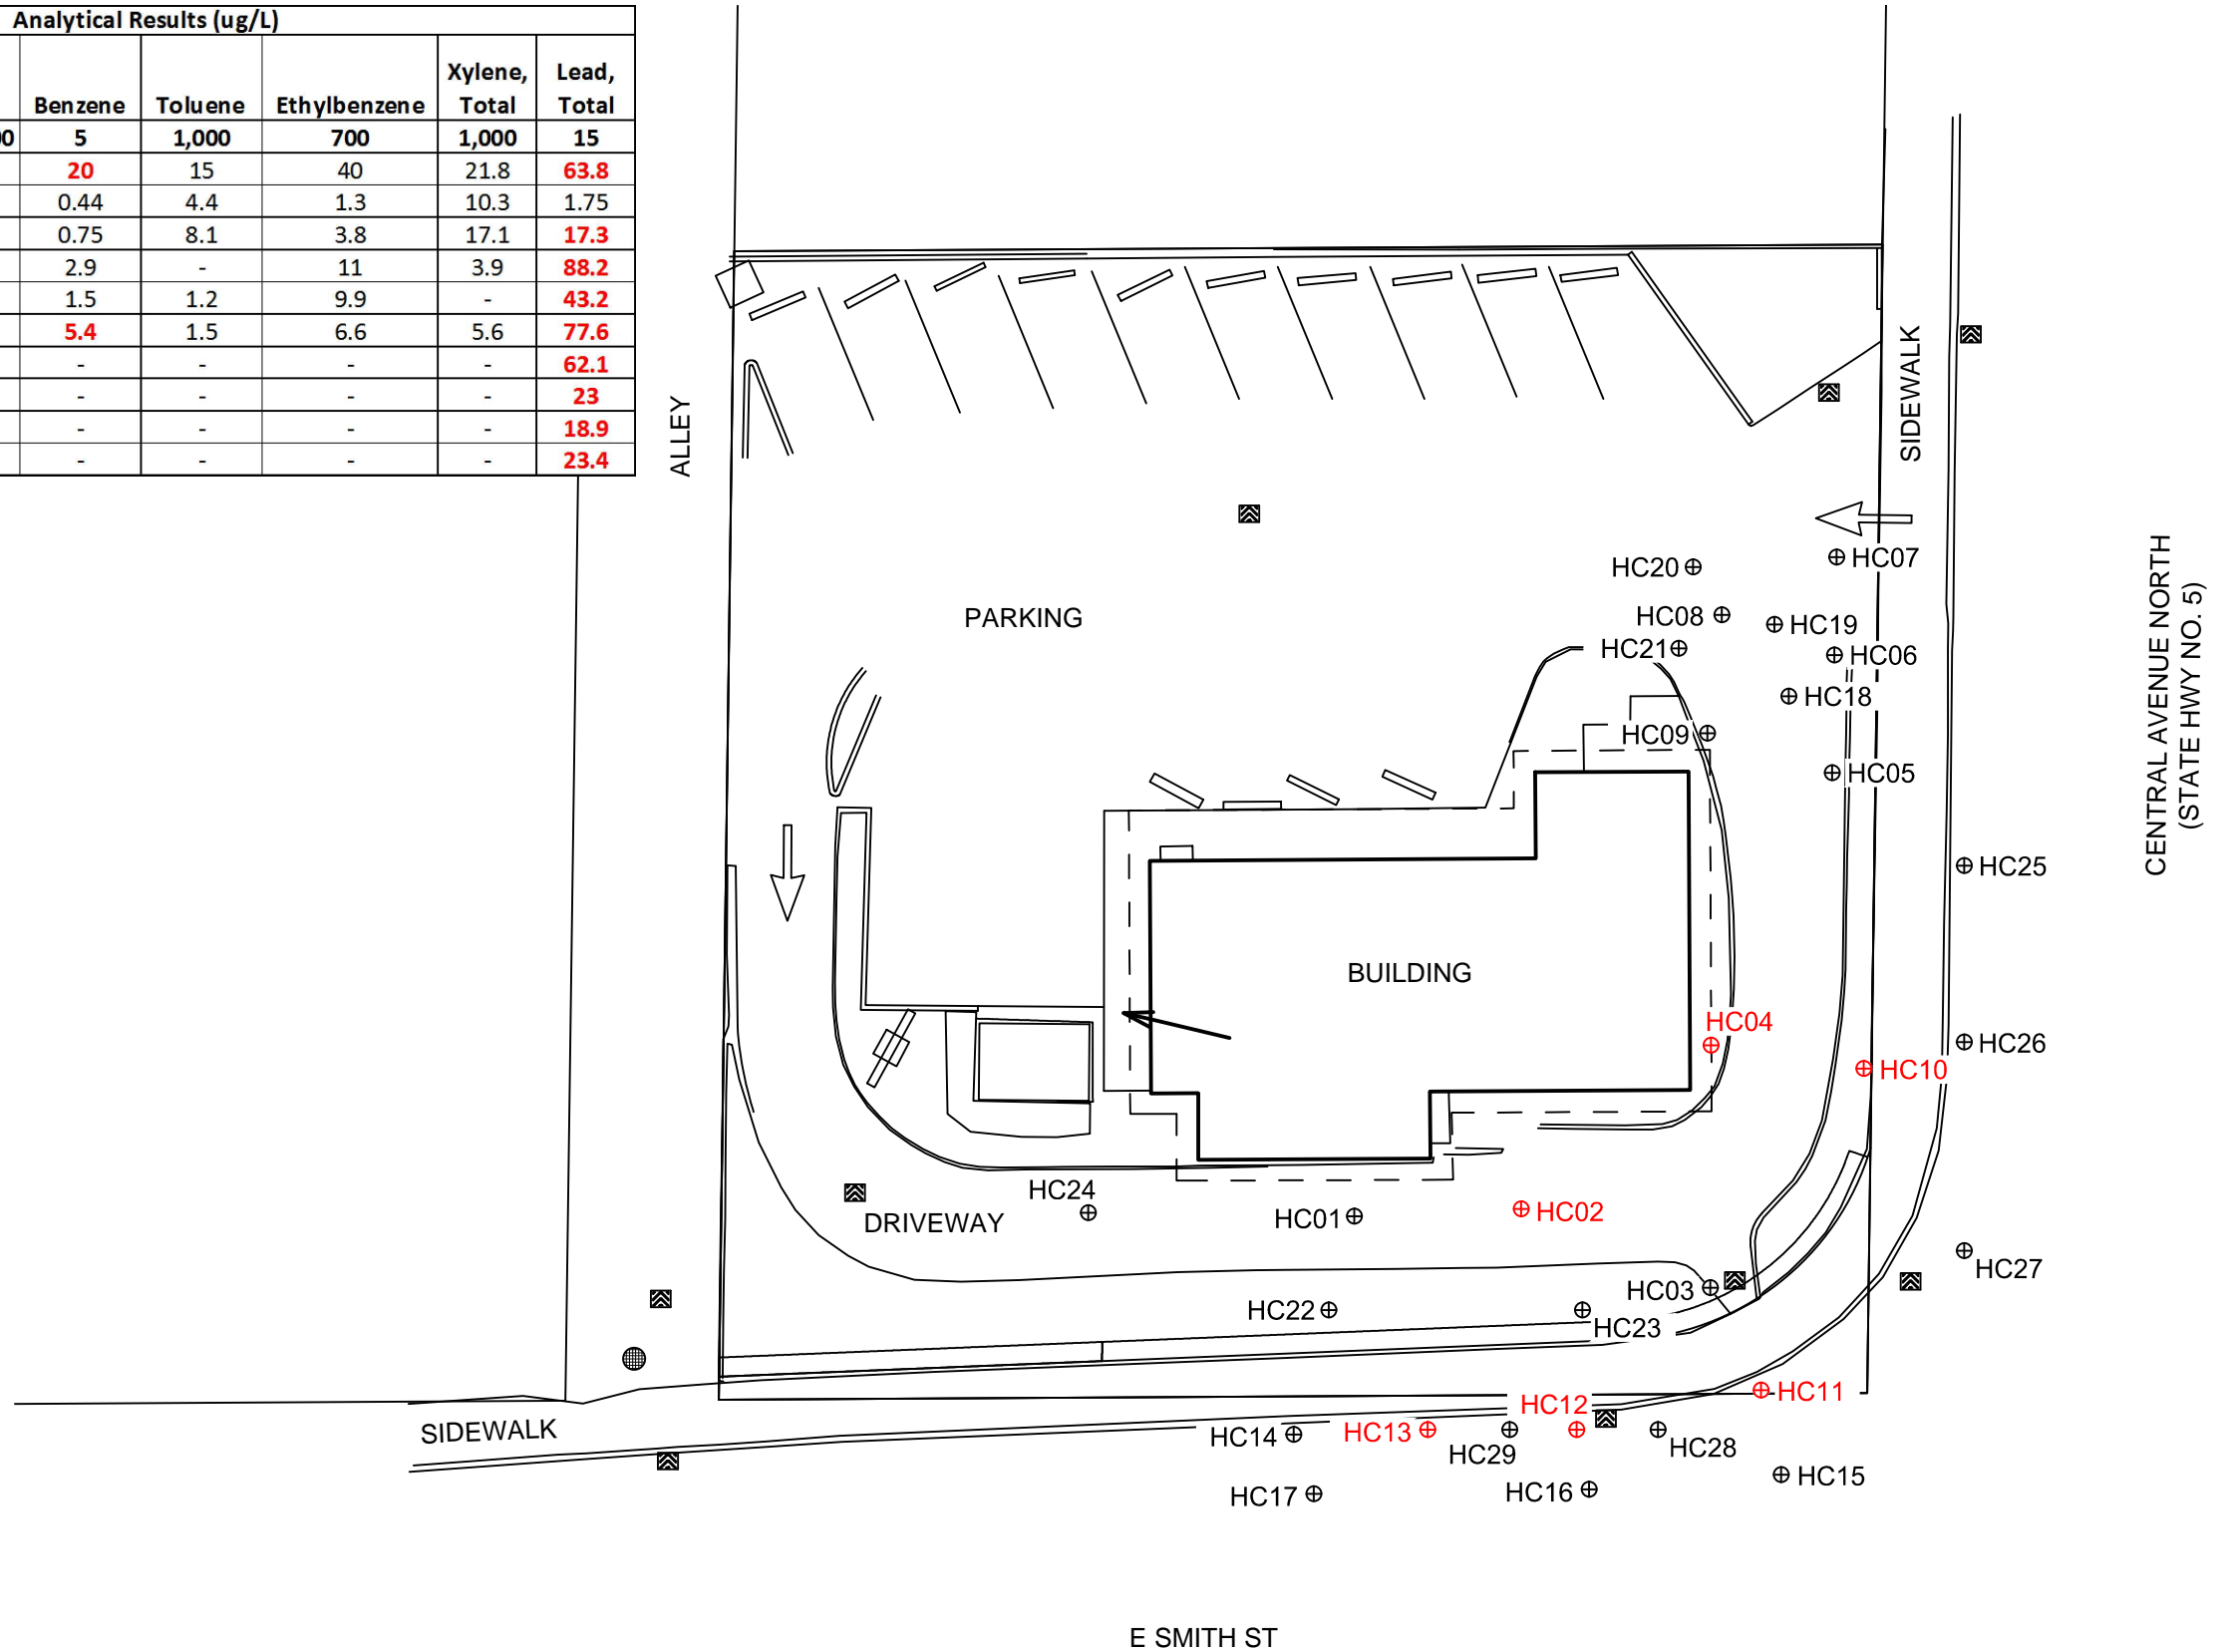 Analytical Results (ug/L)
Benzene Toluene Ethylbenzene Xylene, Total Lead, Total
00 5 1,000 700 1,000 15
20 15 40 21.8 63.8
0.44 4.4 1.3 10.3 1.75
0.75 8.1 3.8 17.1 17.3
2.9 - 11 3.9 88.2
1.5 1.2 9.9 - 43.2
5.4 1.5 6.6 5.6 77.6
- - - - 62.1
- - - - 23
- - - - 18.9
- - - - 23.4
ALLEY
SIDEWALK
CENTRAL AVENUE NORTH
(STATE HWY NO. 5)
HC07
HC20
PARKING
HC08
HC19
HC21
HC06
HC18
HC09
HC05
HC25
BUILDING
HC04
HC26
HC10
HC24
DRIVEWAY
HC01
HC02
HC27
HC03
HC22
HC23
HC11
HC12
SIDEWALK
HC14
HC13
HC29
HC28
HC15
HC17
HC16
E SMITH ST